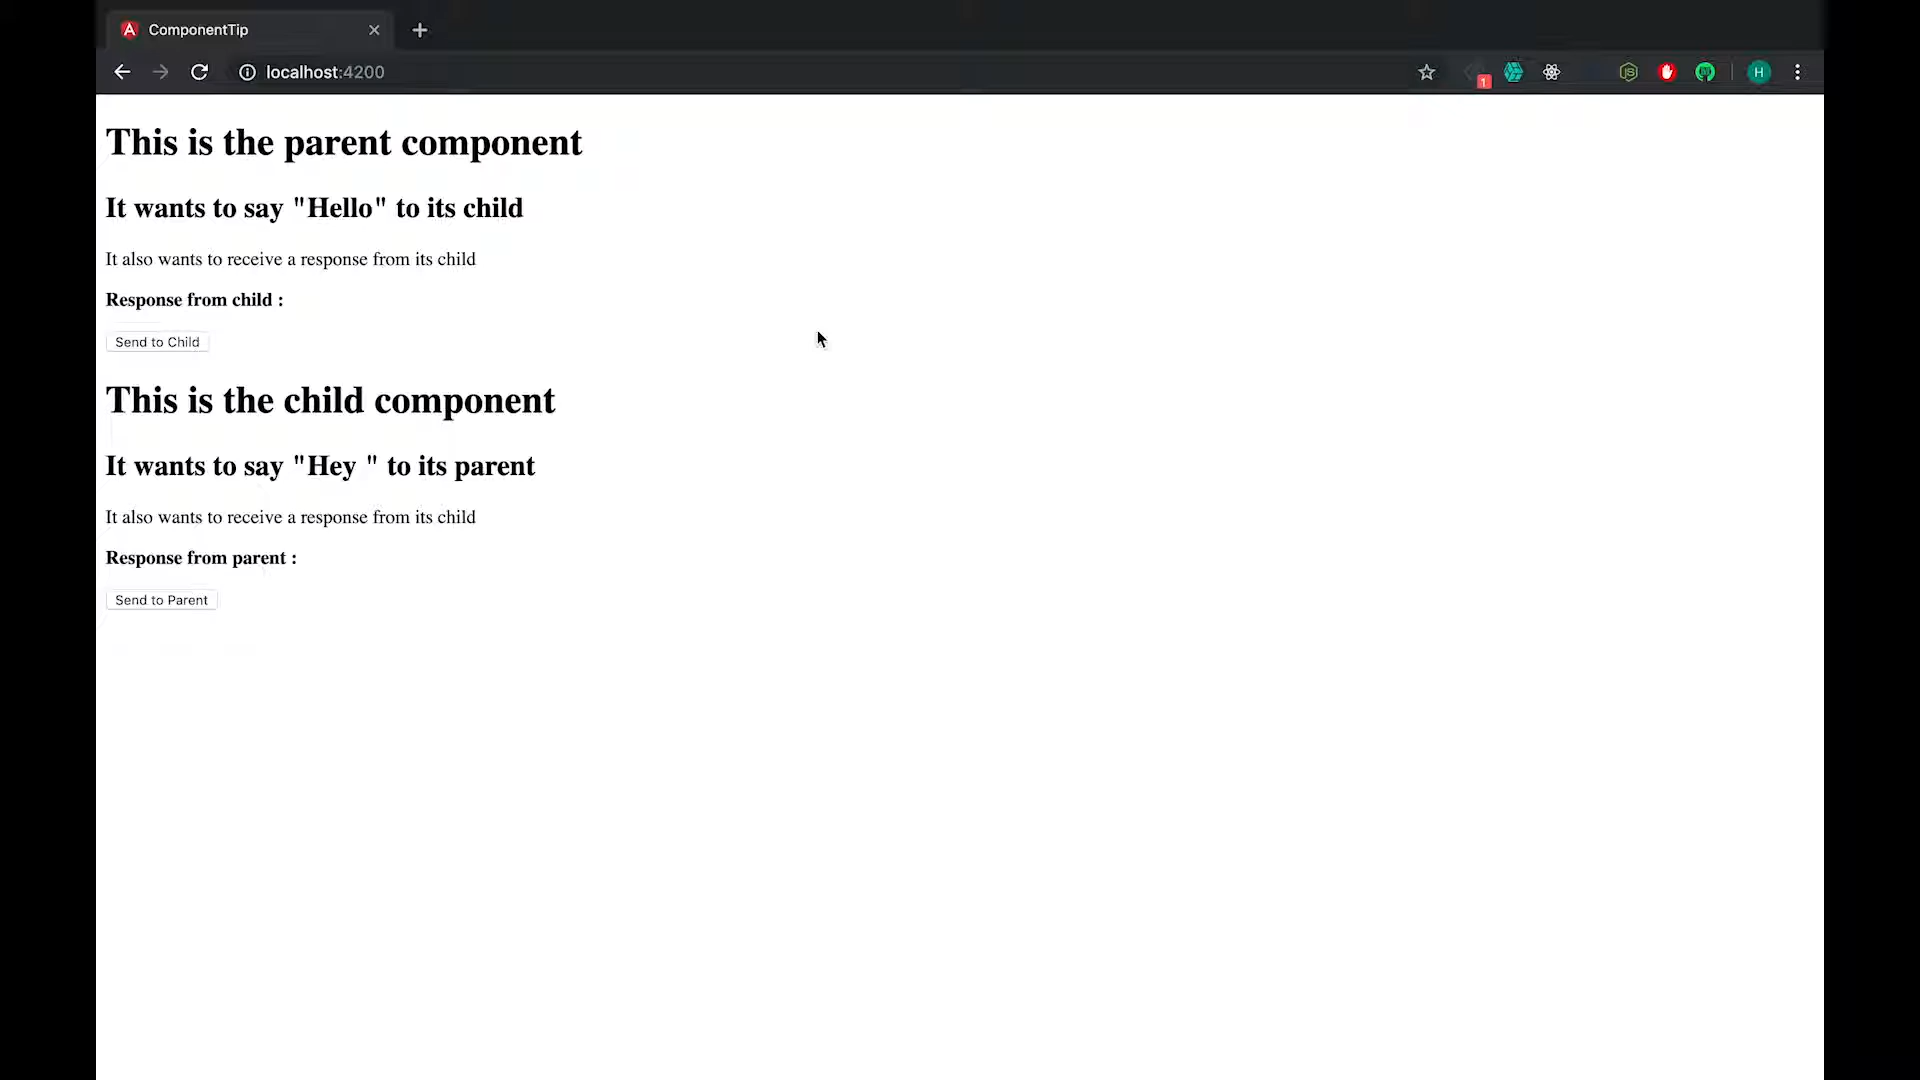 ComponentTip
localhost:4200
1
JS
H
This is the parent component
It wants to say "Hello" to its child
It also wants to receive a response from its child
Response from child :
Send to Child
This is the child component
It wants to say "Hey " to its parent
It also wants to receive a response from its child
Response from parent :
Send to Parent